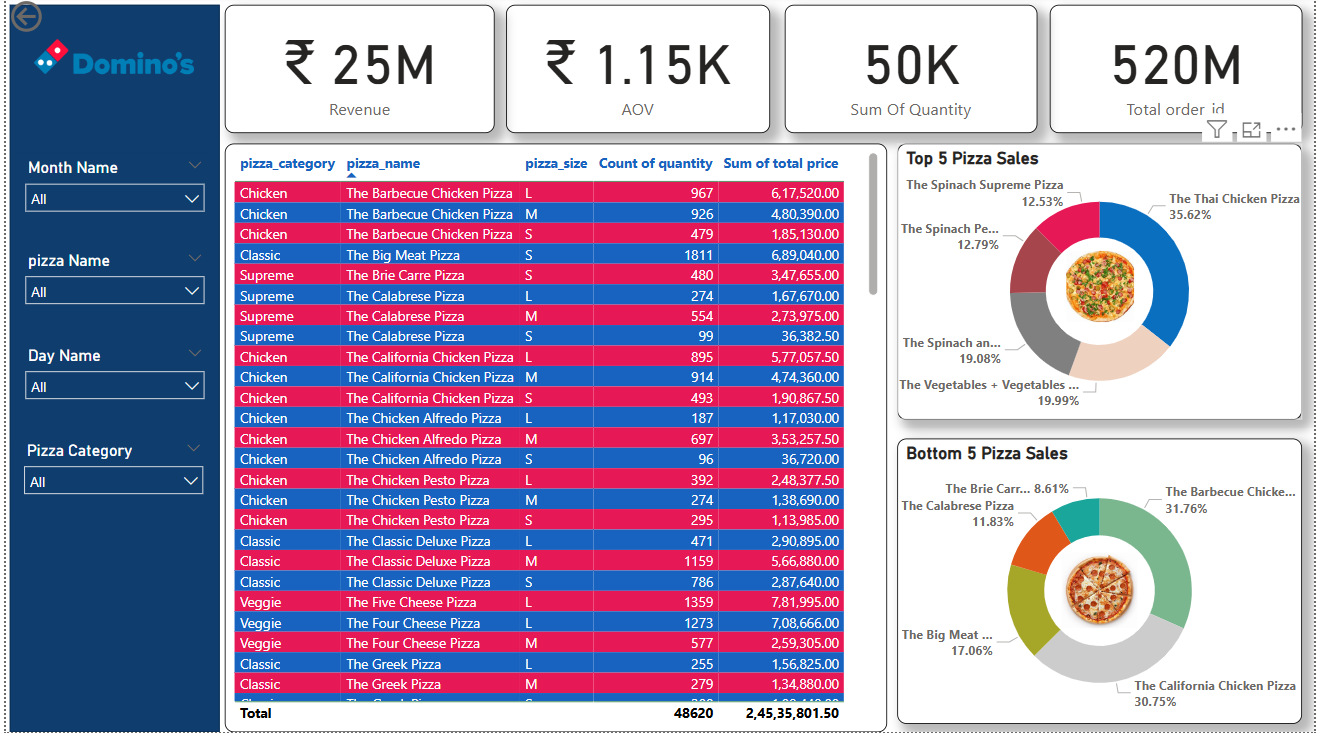 Domino's
Month Name
All
pizza Name
All
Day Name
All
Pizza Category
All
₹ 25M
Revenue
₹ 1.15K
AOV
50K
Sum Of Quantity
520M
Total order_id
pizza_category pizza_name pizza_size Count of quantity Sum of total price
Chicken The Barbecue Chicken Pizza L 967 6,17,520.00
Chicken The Barbecue Chicken Pizza M 926 4,80,390.00
Chicken The Barbecue Chicken Pizza S 479 1,85,130.00
Classic The Big Meat Pizza S 1811 6,89,040.00
Supreme The Brie Carre Pizza S 480 3,47,655.00
Supreme The Calabrese Pizza L 274 1,67,670.00
Supreme The Calabrese Pizza M 554 2,73,975.00
Supreme The Calabrese Pizza S 99 36,382.50
Chicken The California Chicken Pizza L 895 5,77,057.50
Chicken The California Chicken Pizza M 914 4,74,360.00
Chicken The California Chicken Pizza S 493 1,90,867.50
Chicken The Chicken Alfredo Pizza L 187 1,17,030.00
Chicken The Chicken Alfredo Pizza M 697 3,53,257.50
Chicken The Chicken Alfredo Pizza S 96 36,720.00
Chicken The Chicken Pesto Pizza L 392 2,48,377.50
Chicken The Chicken Pesto Pizza M 274 1,38,690.00
Chicken The Chicken Pesto Pizza S 295 1,13,985.00
Classic The Classic Deluxe Pizza L 471 2,90,895.00
Classic The Classic Deluxe Pizza M 1159 5,66,880.00
Classic The Classic Deluxe Pizza S 786 2,87,640.00
Veggie The Five Cheese Pizza L 1359 7,81,995.00
Veggie The Four Cheese Pizza L 1273 7,08,666.00
Veggie The Four Cheese Pizza M 577 2,59,305.00
Classic The Greek Pizza L 255 1,56,825.00
Classic The Greek Pizza M 279 1,34,880.00
Total 48620 2,45,35,801.50
Top 5 Pizza Sales
The Spinach Supreme Pizza
12.53%
The Thai Chicken Pizza
35.62%
The Spinach Pe...
12.79%
The Spinach an...
19.08%
The Vegetables + Vegetables ...
19.99%
Bottom 5 Pizza Sales
The Brie Carr... 8.61%
The Barbecue Chicke...
31.76%
The Calabrese Pizza
11.83%
The Big Meat ...
17.06%
The California Chicken Pizza
30.75%